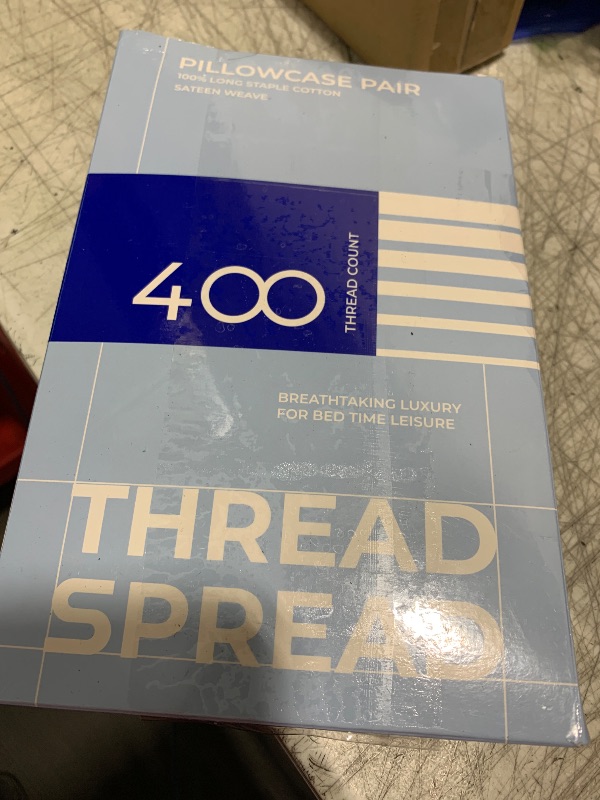 PILLOWCASE PAIR
100% LONG STAPLE COTTON
SATEEN WEAVE
400
THREAD COUNT
BREATHTAKING LUXURY
FOR BED TIME LEISURE
THREAD
SPREAD